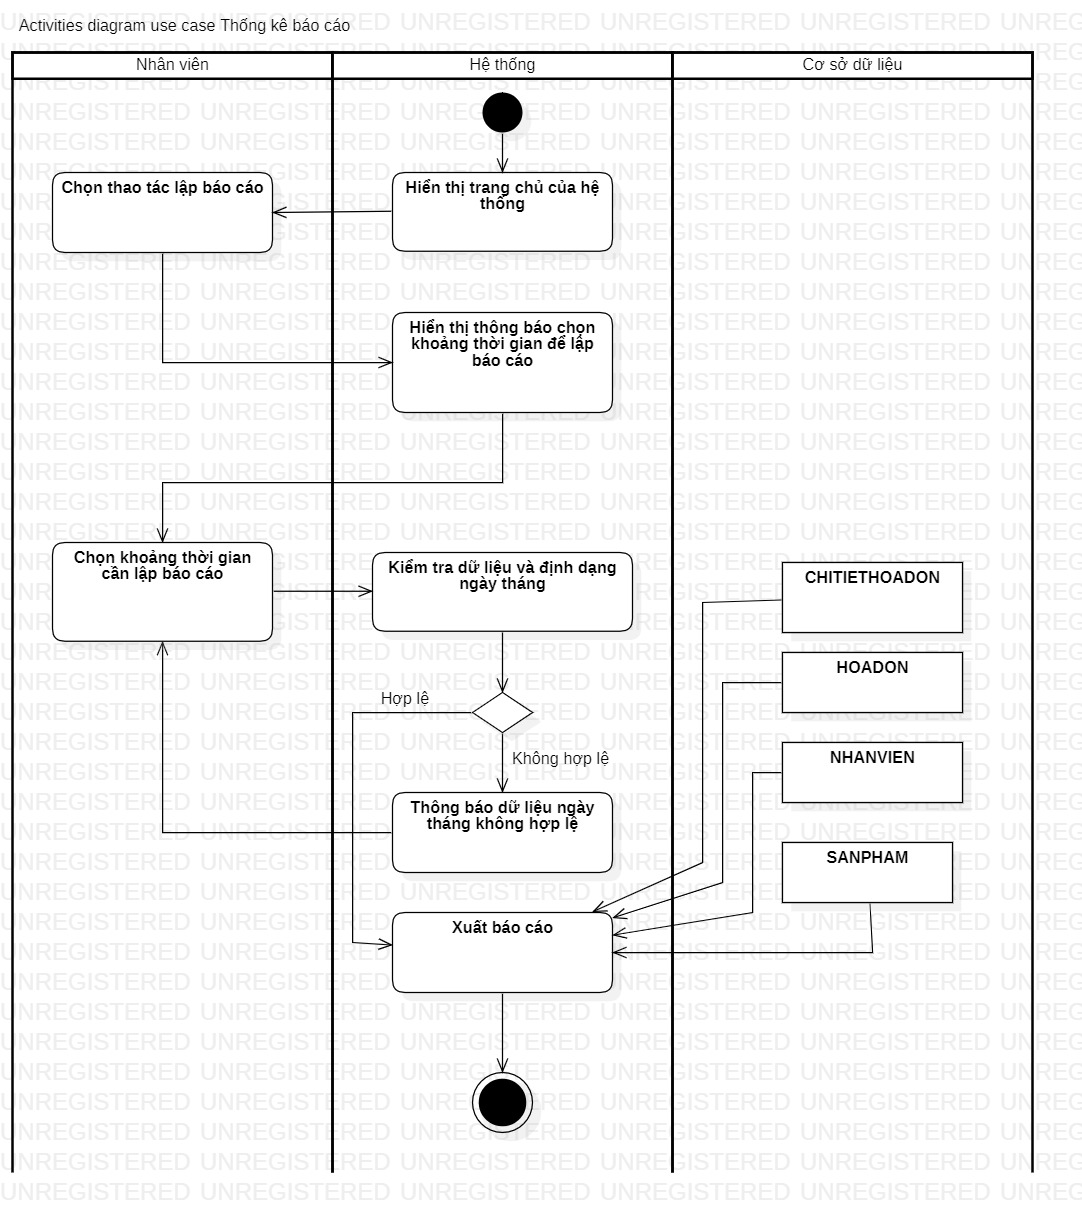 Activities diagram use case Thống kê báo cáo
Nhân viên
Hệ thống
Cơ sở dữ liệu
Chọn thao tác lập báo cáo
Hiển thị trang chủ của hệ
thống
Hiển thị thông báo chọn
khoảng thời gian để lập
báo cáo
Chọn khoảng thời gian
cần lập báo cáo
Kiểm tra dữ liệu và định dạng
ngày tháng
CHITIETHOADON
HOADON
Hợp lệ
Không hợp lệ
NHANVIEN
Thông báo dữ liệu ngày
tháng không hợp lệ
SANPHAM
Xuất báo cáo
UNREGISTERED